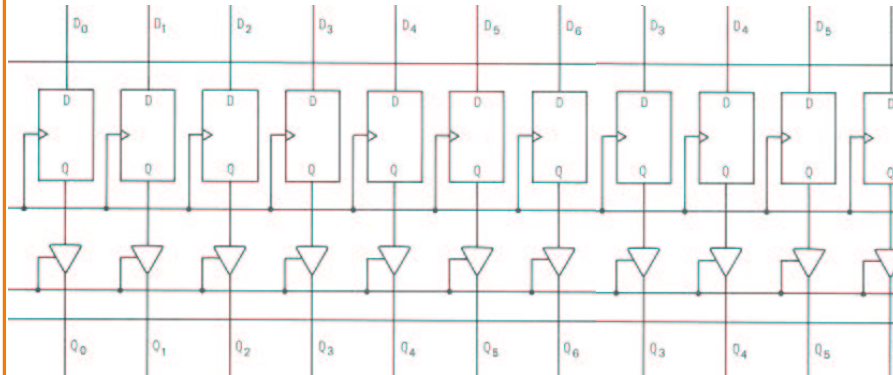 D₀ D₁ D₂ D₃ D₄ D₅ D₆ D₃ D₄ D₅
D D D D D D D D D D
Q Q Q Q Q Q Q Q Q Q Q
Q₀ Q₁ Q₂ Q₃ Q₄ Q₅ Q₆ Q₃ Q₄ Q₅